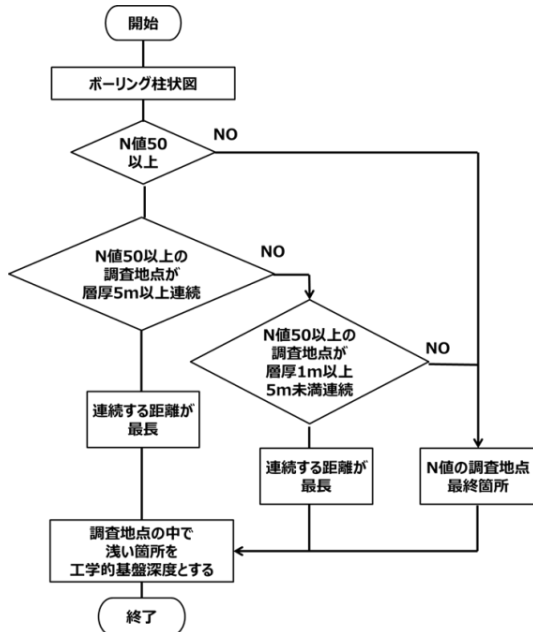 開始
ボーリング柱状図
N値50
以上
NO
N値50以上の
調査地点が
層厚5m以上連続
NO
N値50以上の
調査地点が
層厚1m以上
5m未満連続
NO
連続する距離が
最長
連続する距離が
最長
N値の調査地点
最終箇所
調査地点の中で
浅い箇所を
工学的基盤深度とする
終了